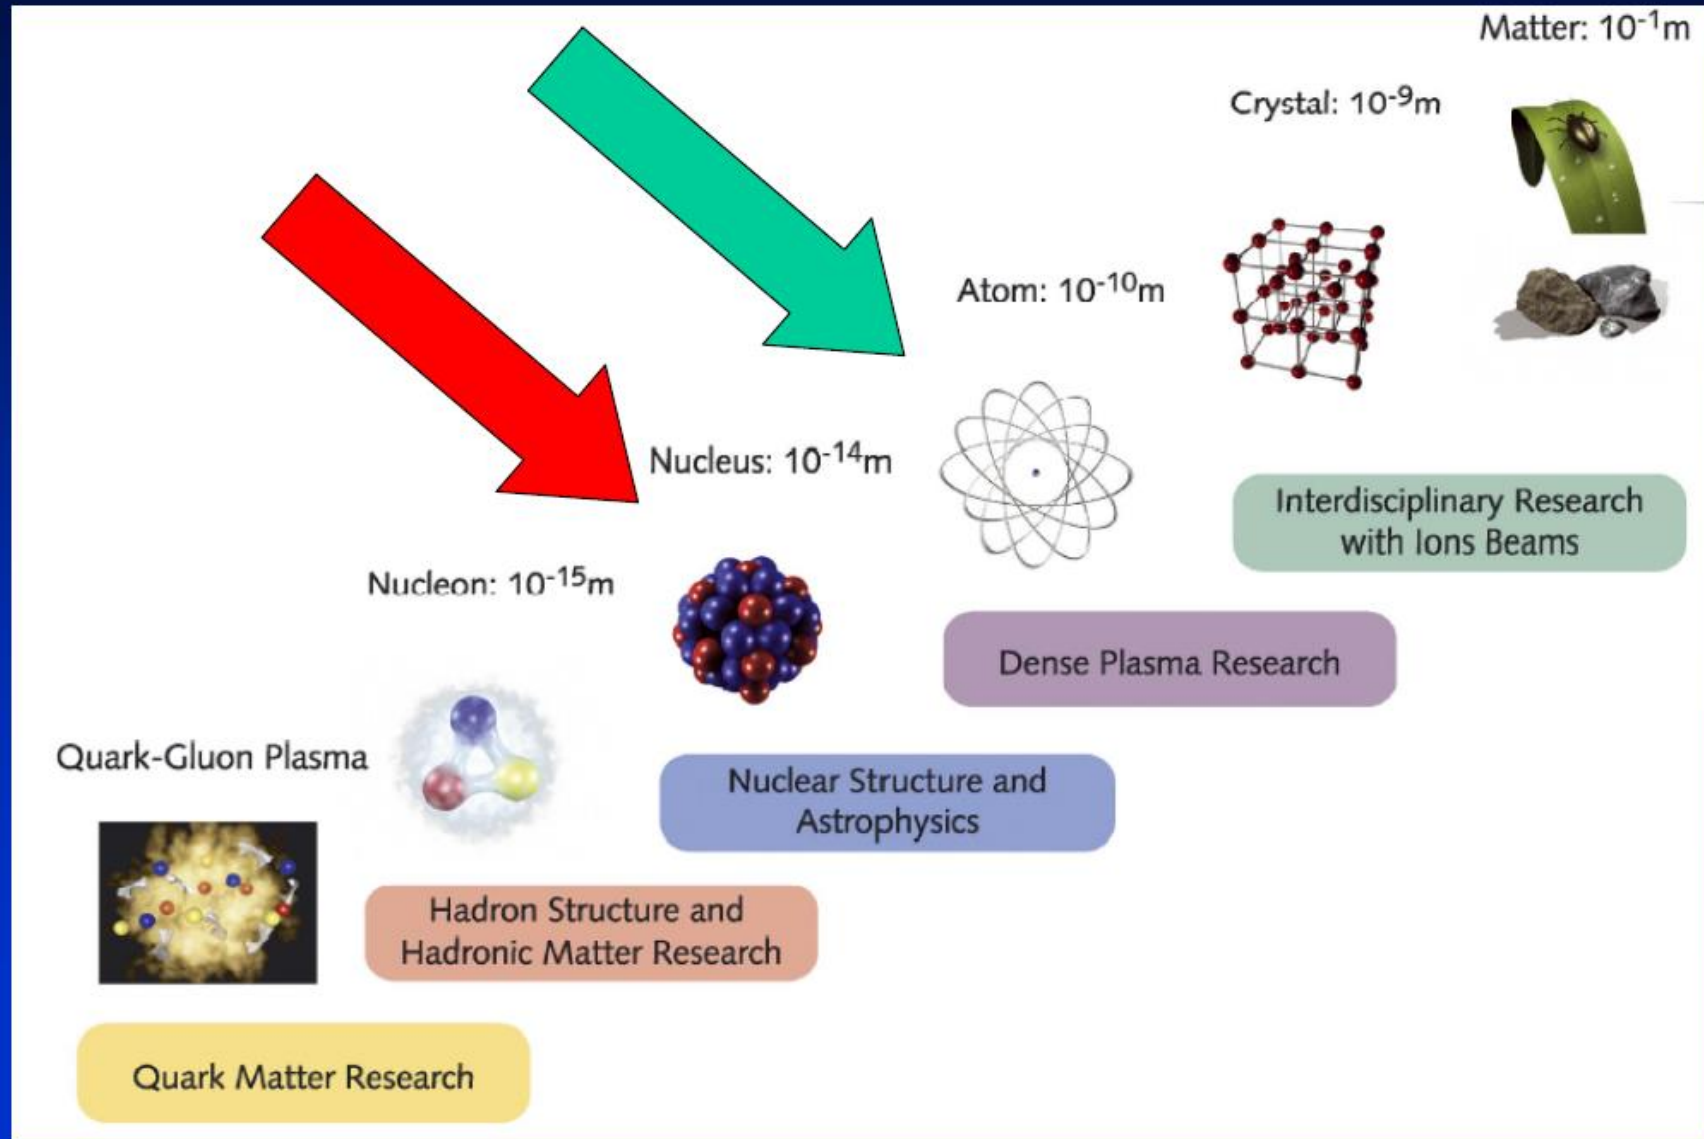 Matter: 10-1m
Crystal: 10-9m
Atom: 10-10m
Nucleus: 10-14m
Interdisciplinary Research
with Ions Beams
Nucleon: 10-15m
Dense Plasma Research
Quark-Gluon Plasma
Nuclear Structure and
Astrophysics
Hadron Structure and
Hadronic Matter Research
Quark Matter Research